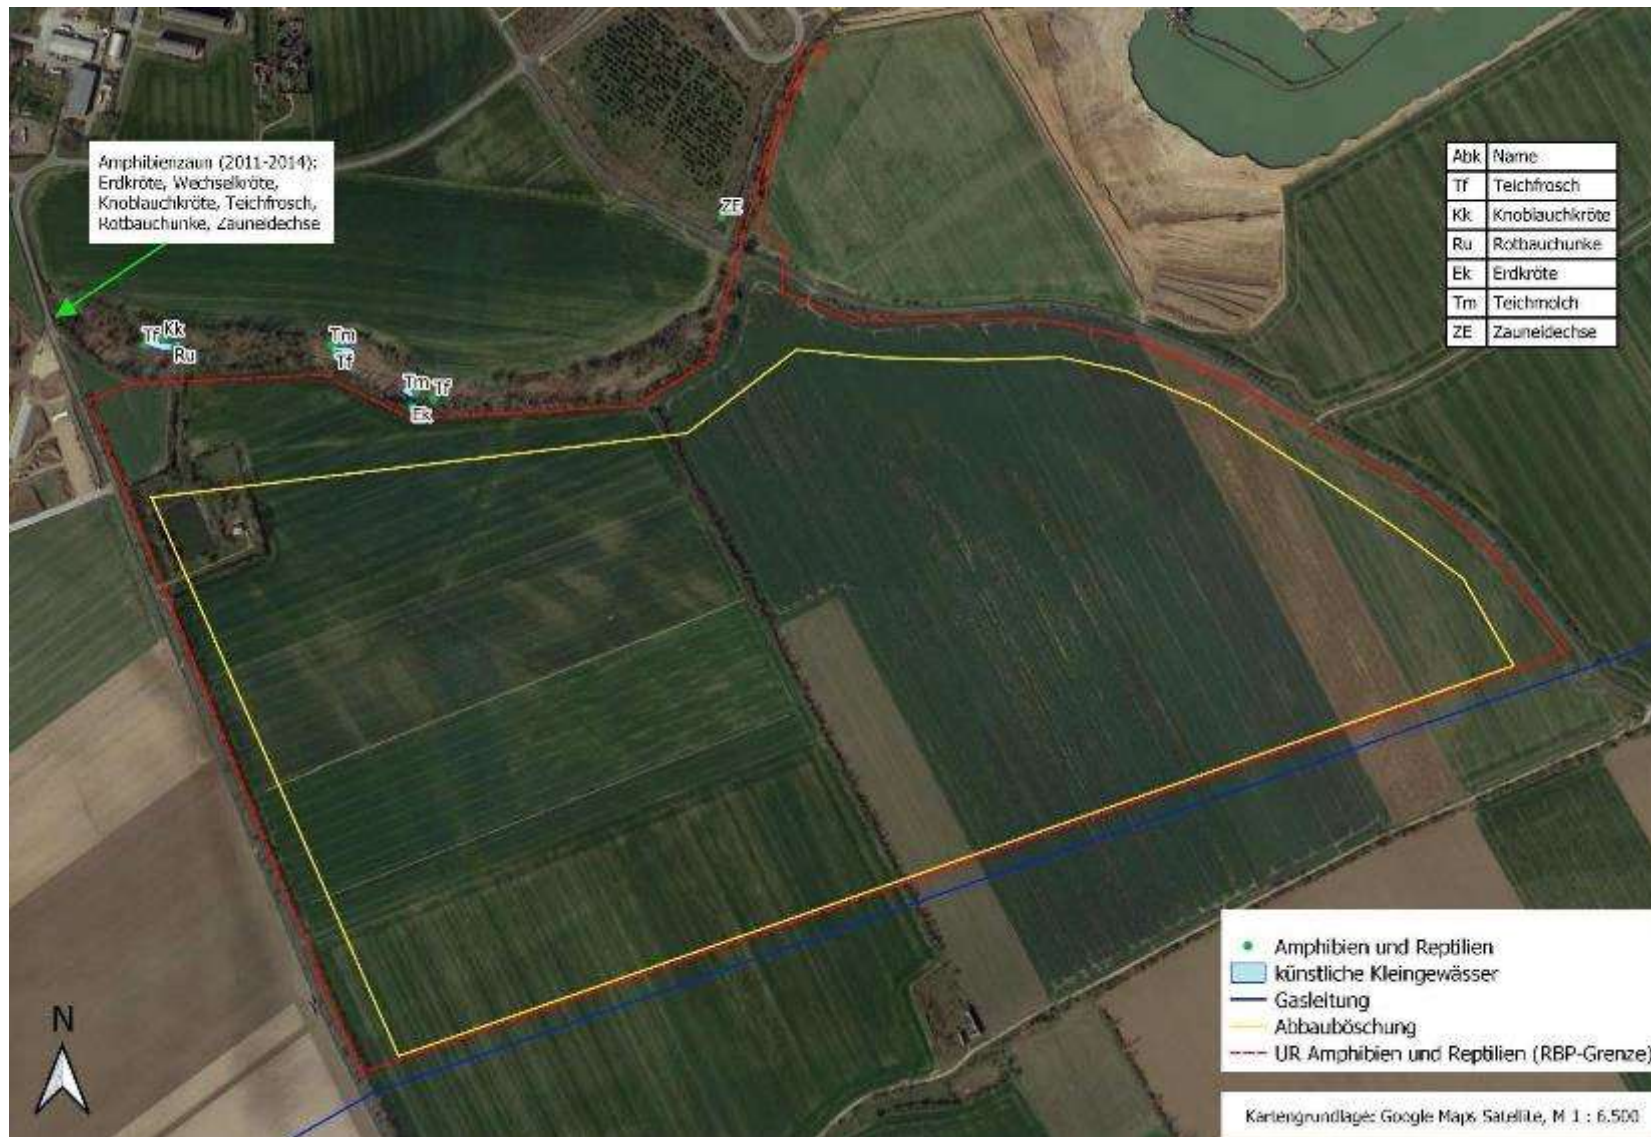 Amphibienzaun (2011-2014):
Erdkröte, Wechselkröte,
Knoblauchkröte, Teichfrosch,
Rotbauchunke, Zauneidechse
ZE
Tf Kk
Ru
Tm
Tf
Tm Tf
Ek
Abk Name
Tf Teichfrosch
Kk Knoblauchkröte
Ru Rotbauchunke
Ek Erdkröte
Tm Teichmolch
ZE Zauneidechse
N
Amphibien und Reptilien
künstliche Kleingewässer
Gasleitung
Abbauböschung
UR Amphibien und Reptilien (RBP-Grenze)
Kartengrundlage: Google Maps Satellite, M 1 : 6.500